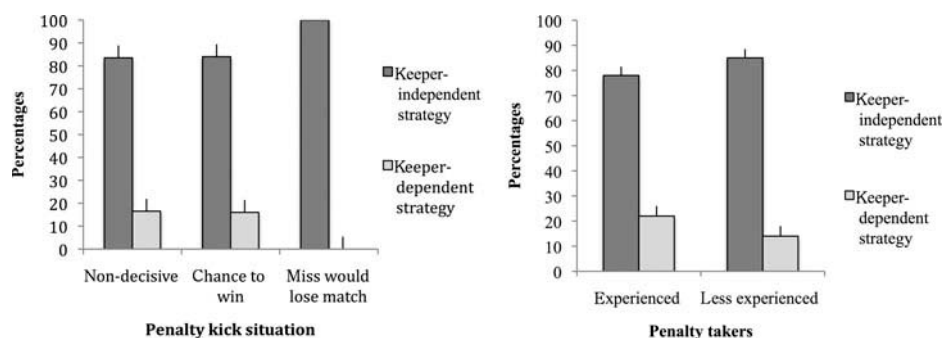 100
90
80
70
60
50
40
30
20
10
0
Percentages
Non-decisive
Chance to
win
Miss would
lose match
Penalty kick situation
Keeper-
independent
strategy
Keeper-
dependent
strategy
100
90
80
70
60
50
40
30
20
10
0
Percentages
Experienced
Less experienced
Penalty takers
Keeper-
independent
strategy
Keeper-
dependent
strategy